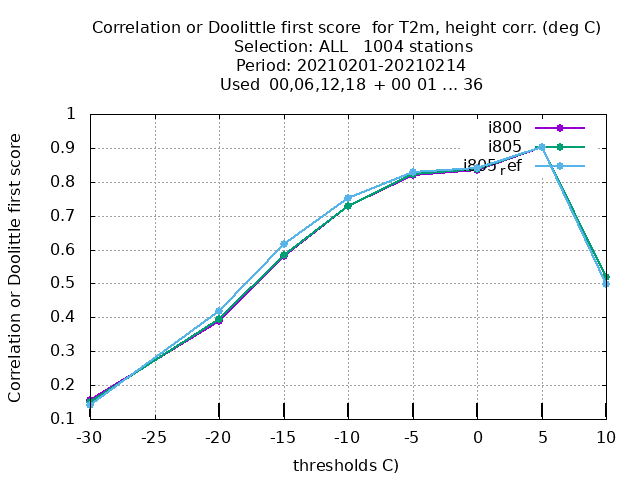 Correlation or Doolittle first score  for T2m, height corr. (deg C)
Selection: ALL   1004 stations
Period: 20210201-20210214
Used  00,06,12,18  + 00 01 ... 36
Correlation or Doolittle first score
1
0.9
0.8
0.7
0.6
0.5
0.4
0.3
0.2
0.1
i800
i805
i805ref
-30 -25 -20 -15 -10 -5 0 5 10
thresholds C)